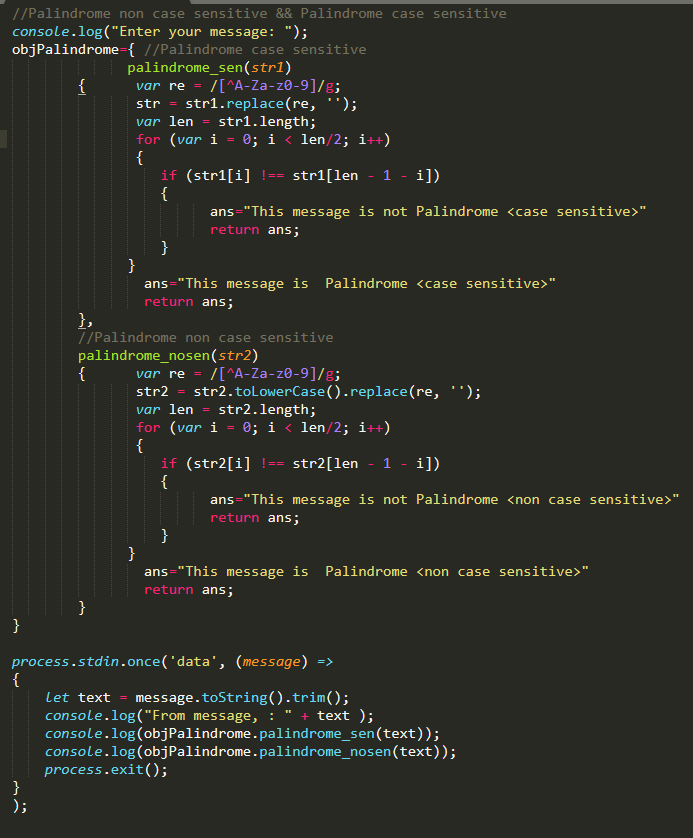 //Palindrome non case sensitive && Palindrome case sensitive
console.log("Enter your message: ");
objPalindrome={ //Palindrome case sensitive
palindrome_sen(str1)
{ var re = /[^A-Za-z0-9]/g;
str = str1.replace(re, '');
var len = str1.length;
for (var i = 0; i < len/2; i++)
{
if (str1[i] !== str1[len - 1 - i])
{
ans="This message is not Palindrome <case sensitive>"
return ans;
}
}
ans="This message is  Palindrome <case sensitive>"
return ans;
},
//Palindrome non case sensitive
palindrome_nosen(str2)
{ var re = /[^A-Za-z0-9]/g;
str2 = str2.toLowerCase().replace(re, '');
var len = str2.length;
for (var i = 0; i < len/2; i++)
{
if (str2[i] !== str2[len - 1 - i])
{
ans="This message is not Palindrome <non case sensitive>"
return ans;
}
}
ans="This message is  Palindrome <non case sensitive>"
return ans;
}
}
process.stdin.once('data', (message) =>
{
let text = message.toString().trim();
console.log("From message, : " + text );
console.log(objPalindrome.palindrome_sen(text));
console.log(objPalindrome.palindrome_nosen(text));
process.exit();
}
);